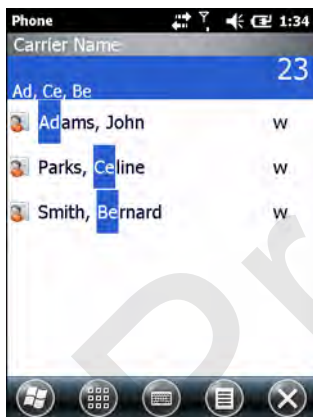 Phone 1:34
Carrier Name
23
Ad, Ce, Be
Adams, John w
Parks, Celine w
Smith, Bernard w